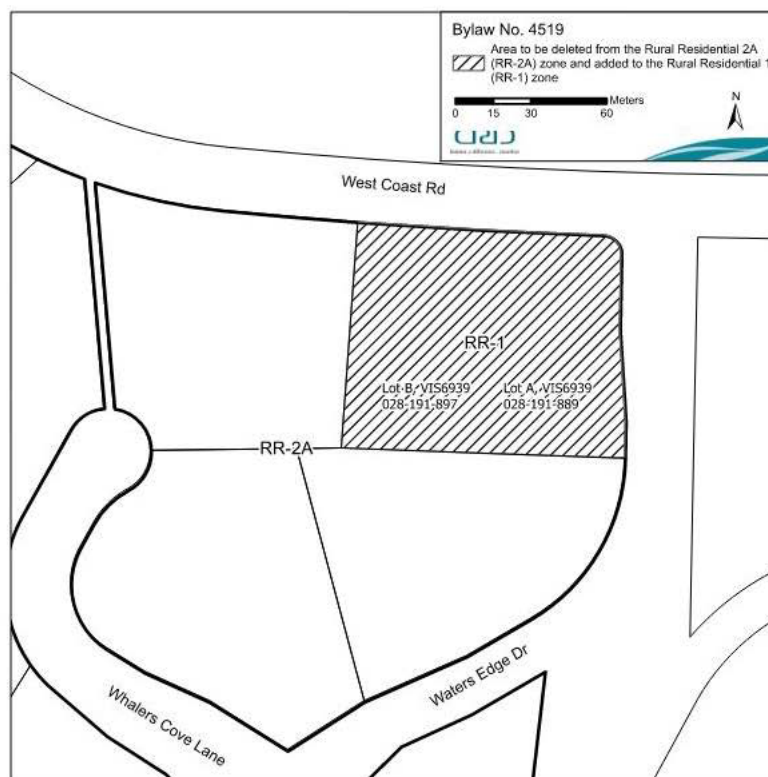 Bylaw No. 4519
Area to be deleted from the Rural Residential 2A
(RR-2A) zone and added to the Rural Residential 1
(RR-1) zone
Meters
0 15 30 60
N
West Coast Rd
RR-1
Lot B, VIS6939 Lot A, VIS6939
028-191-897 028-191-889
RR-2A
Waters Edge Dr
Whalers Cove Lane